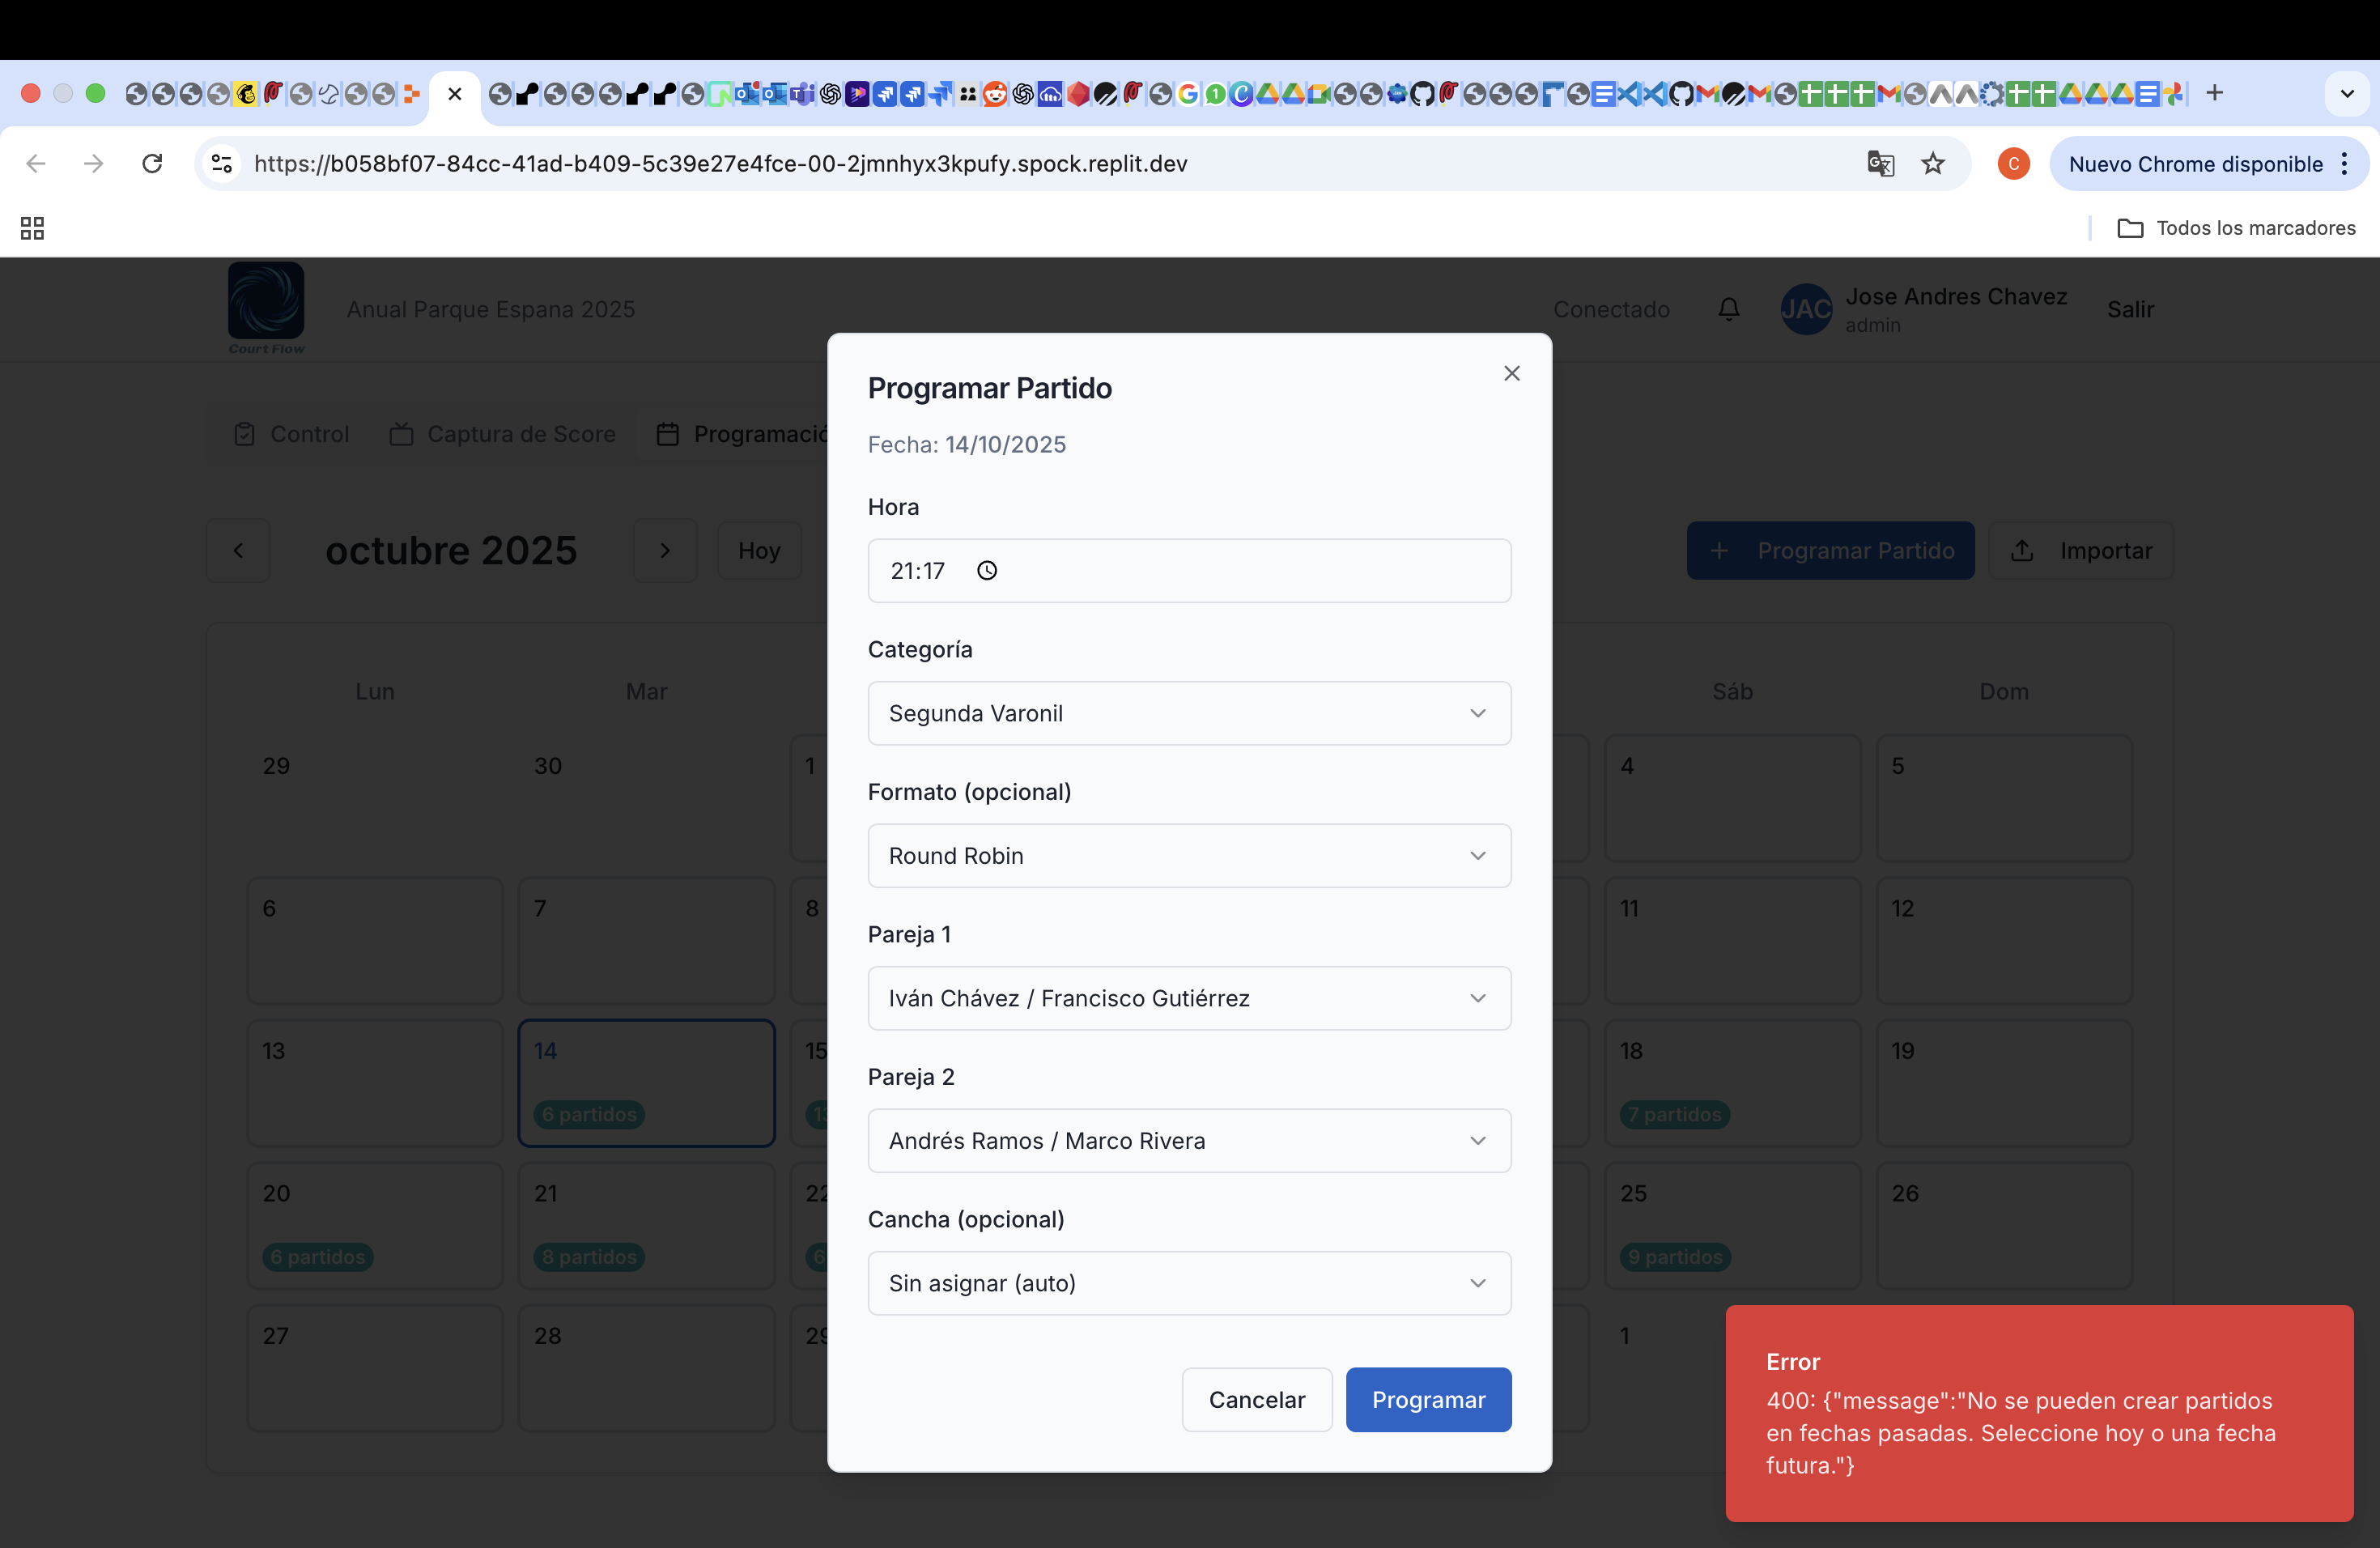 https://b058bf07-84cc-41ad-b409-5c39e27e4fce-00-2jmnhyx3kpufy.spock.replit.dev
C
Nuevo Chrome disponible
Todos los marcadores
Court Flow
Anual Parque Espana 2025
Conectado
JAC
Jose Andres Chavez
admin
Salir
Control
Captura de Score
Programació
octubre 2025
Hoy
Programar Partido
Importar
Lun
Mar
Sáb
Dom
29
30
1
4
5
6
7
8
11
12
13
14
15
18
19
6 partidos
13
7 partidos
20
21
22
25
26
6 partidos
8 partidos
6
9 partidos
27
28
29
1
Programar Partido
Fecha: 14/10/2025
Hora
21:17
Categoría
Segunda Varonil
Formato (opcional)
Round Robin
Pareja 1
Iván Chávez / Francisco Gutiérrez
Pareja 2
Andrés Ramos / Marco Rivera
Cancha (opcional)
Sin asignar (auto)
Cancelar
Programar
Error
400: {"message":"No se pueden crear partidos
en fechas pasadas. Seleccione hoy o una fecha
futura."}